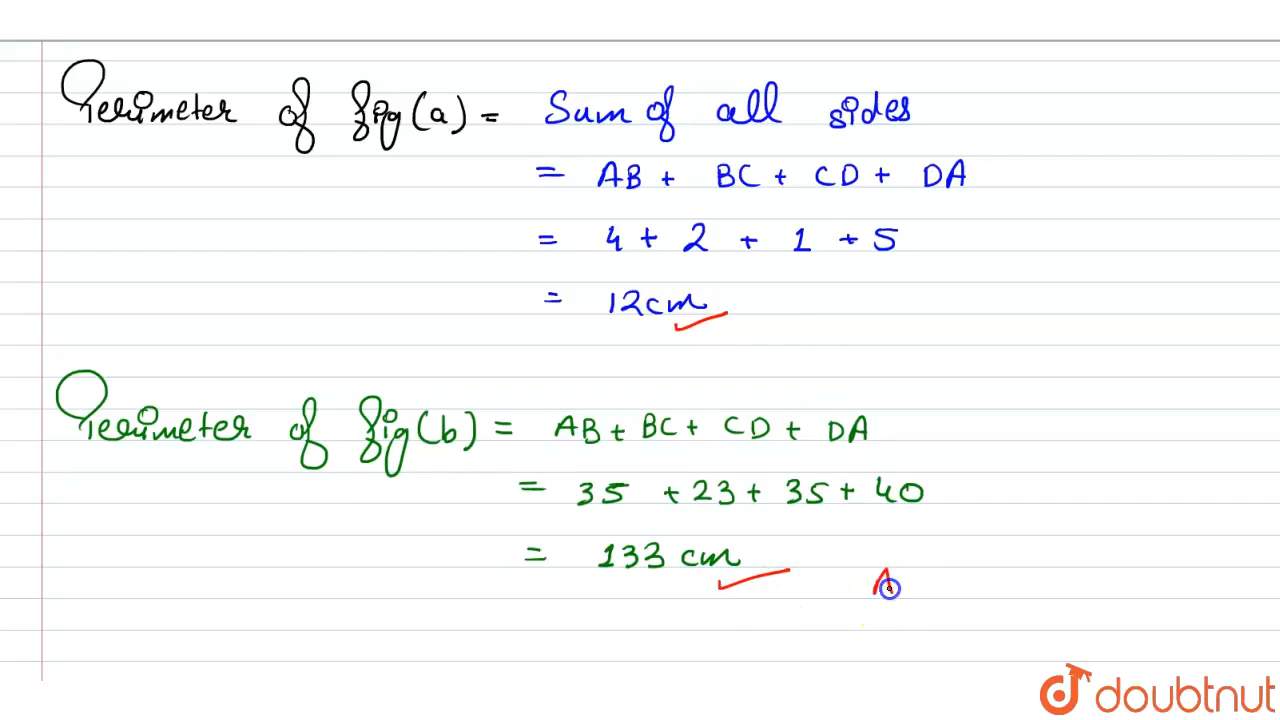 Perimeter of fig(a) = Sum of all sides
= AB + BC + CD + DA
= 4 + 2 + 1 + 5
= 12cm
Perimeter of fig(b) = AB + BC + CD + DA
= 35 + 23 + 35 + 40
= 133 cm
A
doubtnut